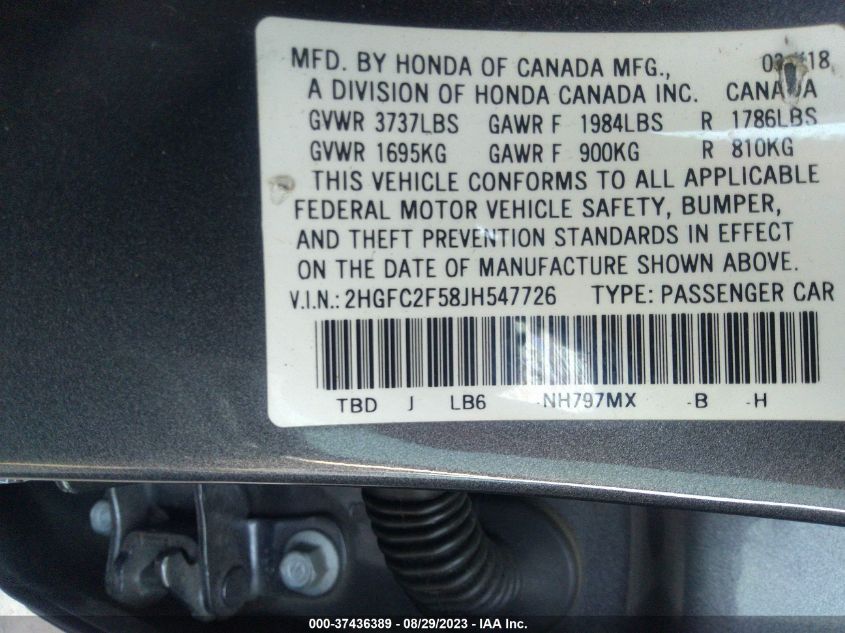 MFD. BY HONDA OF CANADA MFG.,
A DIVISION OF HONDA CANADA INC. CANADA
GVWR 3737LBS GAWR F 1984LBS R 1786LBS
GVWR 1695KG GAWR F 900KG R 810KG
THIS VEHICLE CONFORMS TO ALL APPLICABLE
FEDERAL MOTOR VEHICLE SAFETY, BUMPER,
AND THEFT PREVENTION STANDARDS IN EFFECT
ON THE DATE OF MANUFACTURE SHOWN ABOVE.
V.I.N.: 2HGFC2F58JH547726 TYPE: PASSENGER CAR
TBD J LB6 -NH797MX -B -H
000-37436389 - 08/29/2023 - IAA Inc.